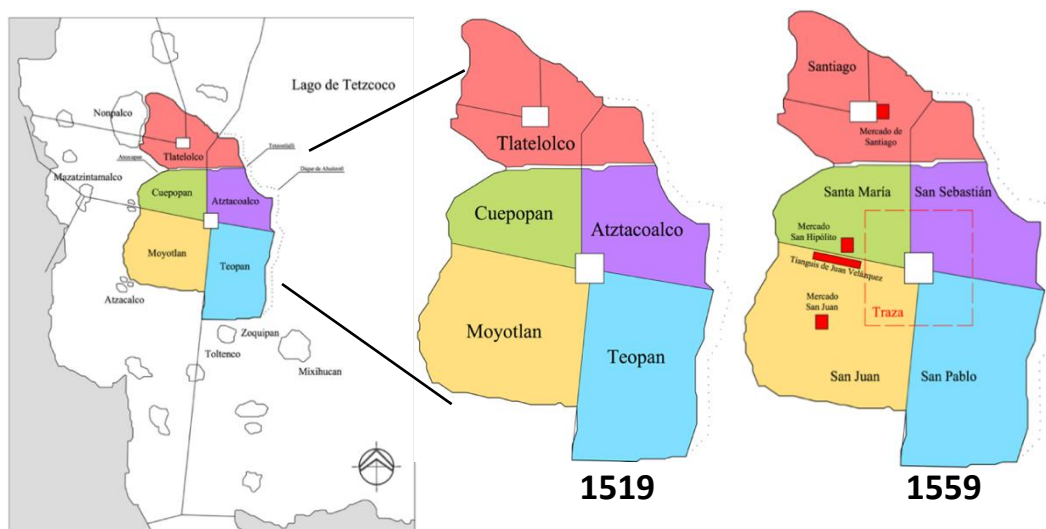 Lago de Tetzcoco
Nonpalco
Tlatelolco
Mazatzintamalco
Cuepopan
Atztacoalco
Moyotlan
Teopan
Atzacalco
Zoquipan
Toltenco
Mixihucan
Tlatelolco
Cuepopan
Atztacoalco
Moyotlan
Teopan
1519
Santiago
Mercado de
Santiago
Santa María
San Sebastián
Mercado
San Hipólito
Tianguis de Juan Velázquez
Mercado
San Juan
Traza
San Juan
San Pablo
1559